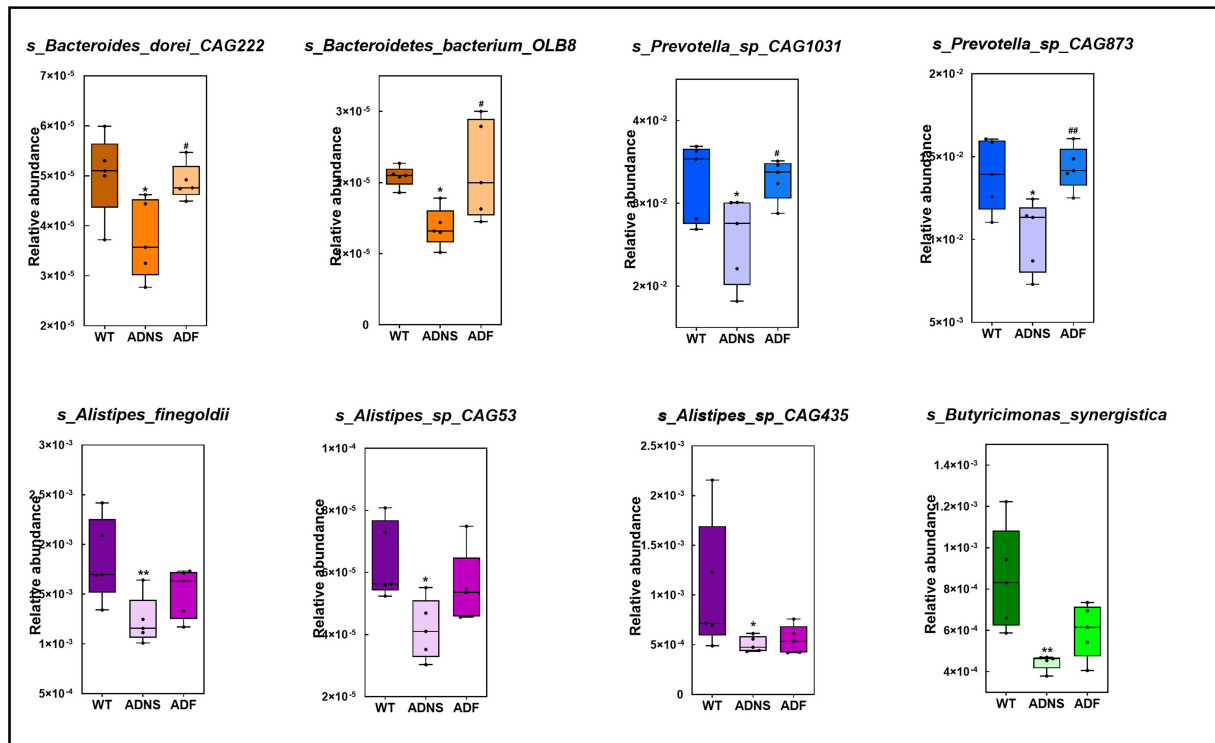 s_Bacteroides_dorei_CAG222
Relative abundance
7×10-5
6×10-5
5×10-5
4×10-5
3×10-5
2×10-5
*
#
WT ADNS ADF
s_Bacteroidetes_bacterium_OLB8
Relative abundance
3×10-5
×10-5
×10-5
0
*
#
WT ADNS ADF
s_Prevotella_sp_CAG1031
Relative abundance
4×10-2
3×10-2
2×10-2
*
#
WT ADNS ADF
s_Prevotella_sp_CAG873
Relative abundance
2×10-2
.5×10-2
1×10-2
5×10-3
*
##
WT ADNS ADF
s_Alistipes_finegoldii
Relative abundance
3×10-3
2.5×10-3
2×10-3
1.5×10-3
1×10-3
5×10-4
**
WT ADNS ADF
s_Alistipes_sp_CAG53
Relative abundance
1×10-4
8×10-5
6×10-5
4×10-5
2×10-5
*
WT ADNS ADF
s_Alistipes_sp_CAG435
Relative abundance
2.5×10-3
2×10-3
1.5×10-3
1×10-3
5×10-4
0
*
WT ADNS ADF
s_Butyricimonas_synergistica
Relative abundance
1.4×10-3
1×10-3
8×10-4
6×10-4
4×10-4
**
WT ADNS ADF